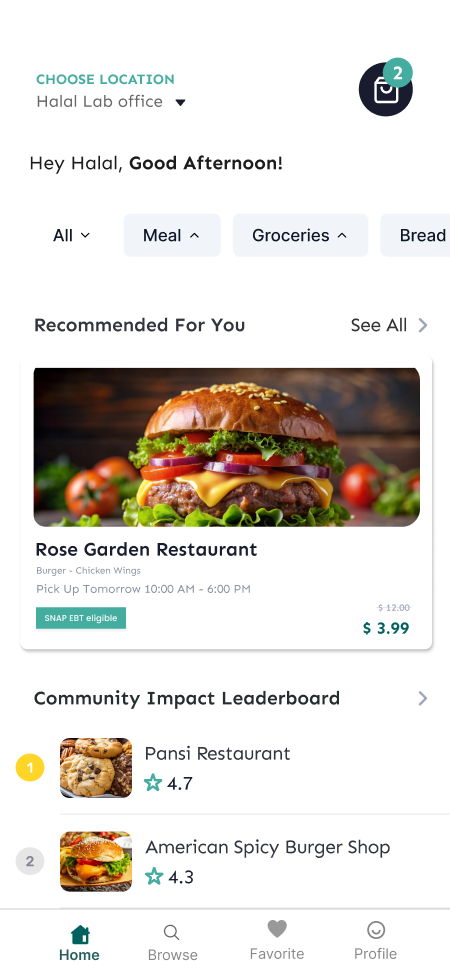 CHOOSE LOCATION
Halal Lab office
2
Hey Halal, Good Afternoon!
All
Meal
Groceries
Bread
Recommended For You
See All
Rose Garden Restaurant
Burger - Chicken Wings
Pick Up Tomorrow 10:00 AM - 6:00 PM
SNAP EBT eligible
$ 12.00
$ 3.99
Community Impact Leaderboard
1
Pansi Restaurant
4.7
2
American Spicy Burger Shop
4.3
Home
Browse
Favorite
Profile